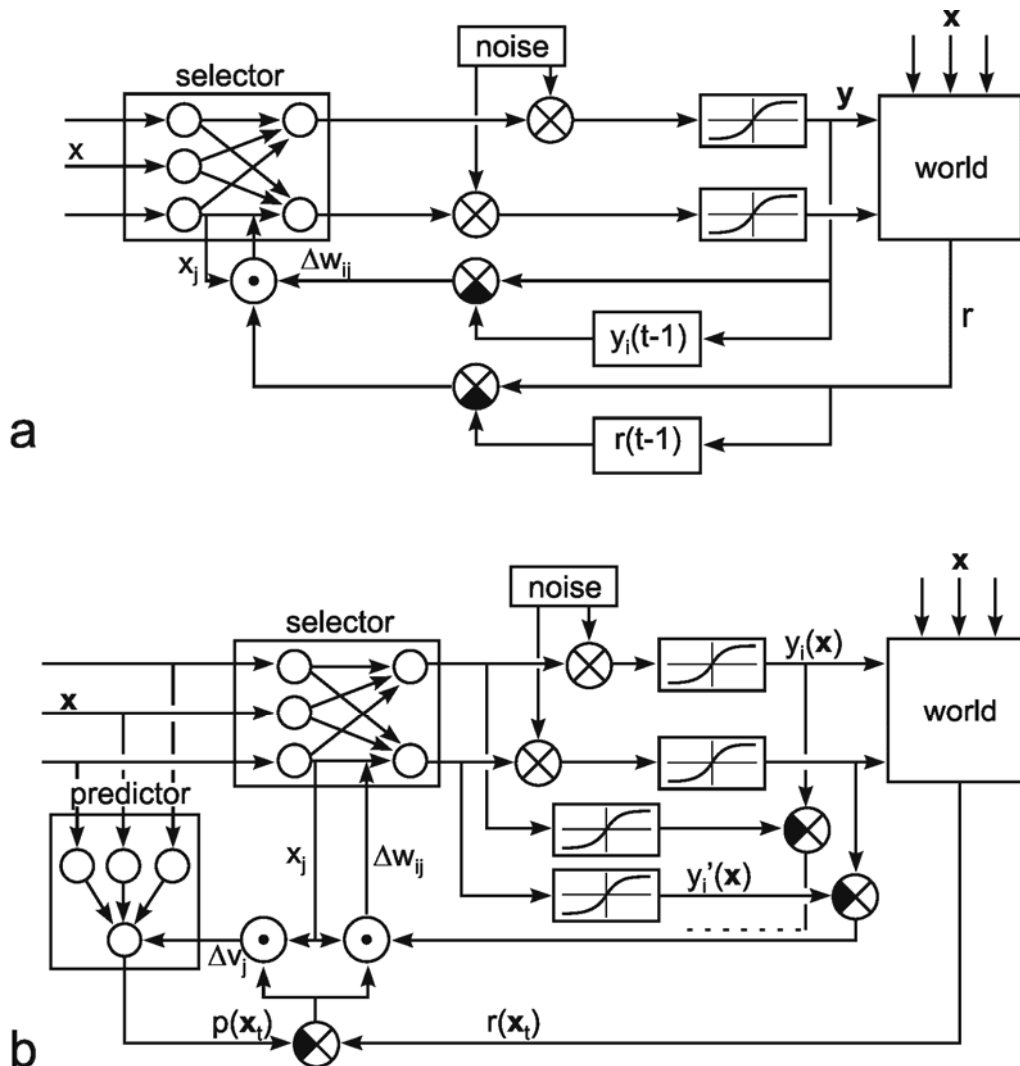 x
noise
selector
y
x
world
x_j
Δw_ij
y_i(t-1)
r
r(t-1)
a
x
noise
selector
y_i(x)
x
world
predictor
x_j
Δw_ij
y_i'(x)
Δv_j
p(x_t)
r(x_t)
b